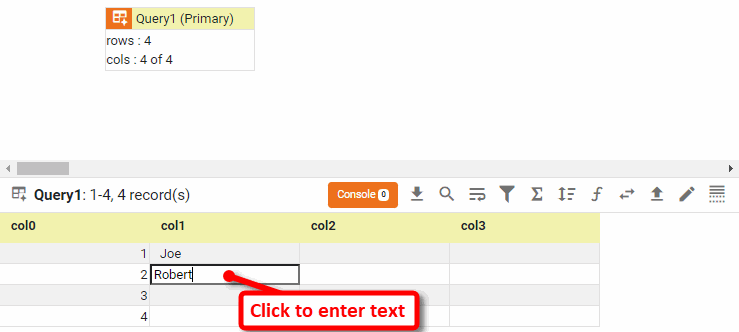 Query1 (Primary)
rows : 4
cols : 4 of 4
Query1: 1-4, 4 record(s)
Console 0
col0 col1 col2 col3
1 Joe
2 Robert
3
4
Click to enter text